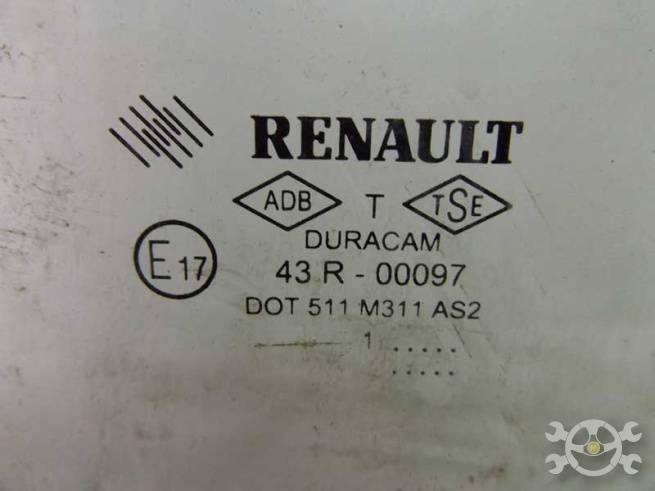 RENAULT
ADB T TSE
DURACAM
E17 43 R - 00097
DOT 511 M311 AS2
1 .....
.....